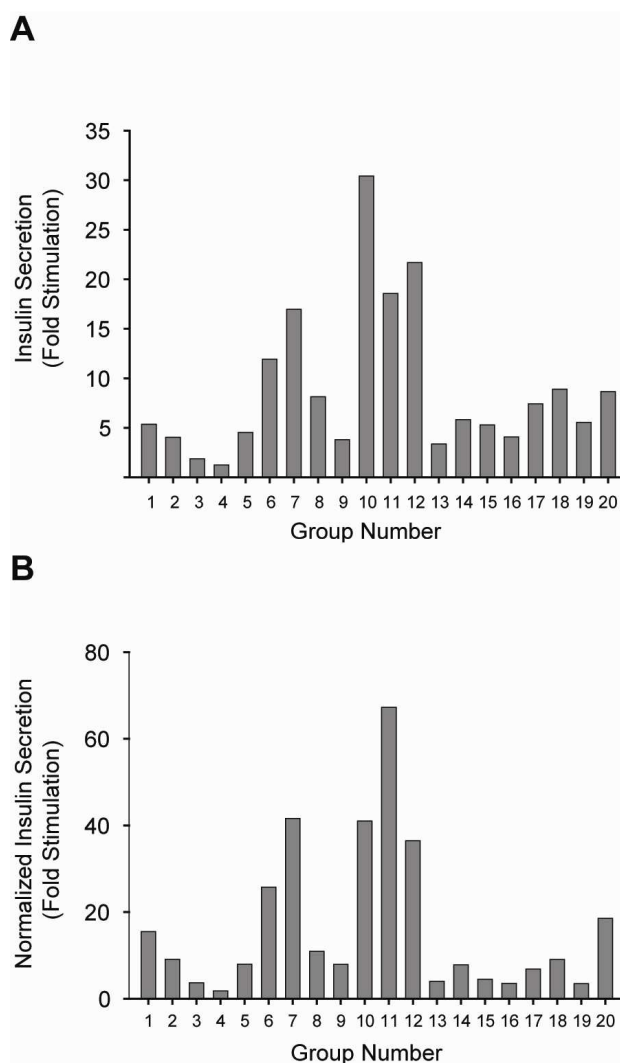 A
Insulin Secretion
(Fold Stimulation)
35
30
25
20
15
10
5
1 2 3 4 5 6 7 8 9 10 11 12 13 14 15 16 17 18 19 20
Group Number
B
Normalized Insulin Secretion
(Fold Stimulation)
80
60
40
20
0
1 2 3 4 5 6 7 8 9 10 11 12 13 14 15 16 17 18 19 20
Group Number